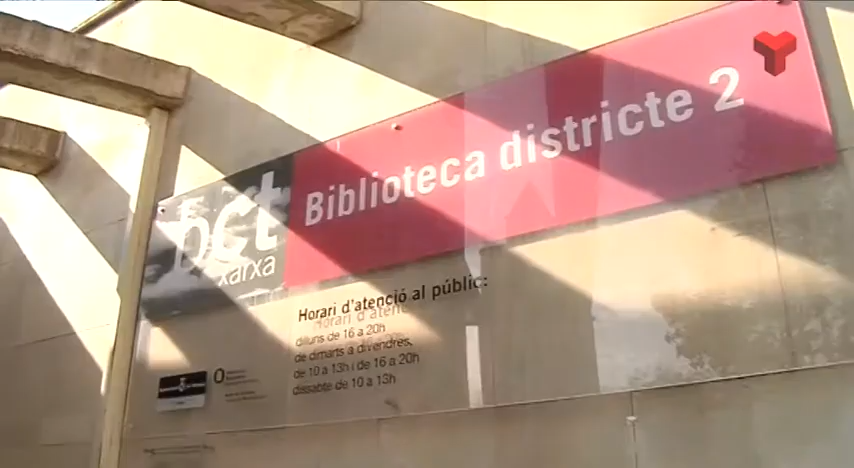 bct
xarxa
Biblioteca districte 2
Horari d'atenció al públic:
dilluns de 16 a 20h
de dimarts a divendres,
de 10 a 13h i de 16 a 20h
dissabte de 10 a 13h